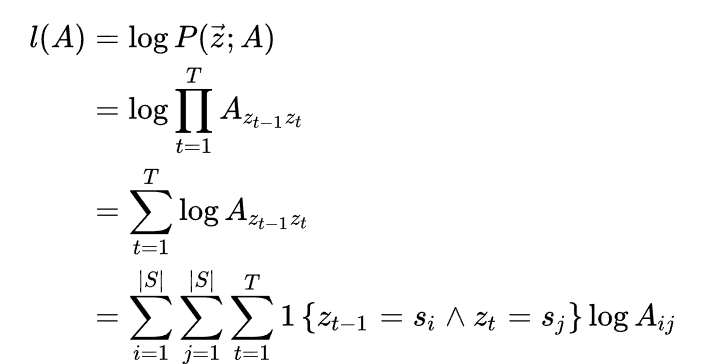 l(A) = log P(z⃗; A)
= log ∏_{t=1}^{T} A_{z_{t−1} z_t}
= ∑_{t=1}^{T} log A_{z_{t−1} z_t}
= ∑_{i=1}^{|S|} ∑_{j=1}^{|S|} ∑_{t=1}^{T} 1{z_{t−1} = s_i ∧ z_t = s_j} log A_{ij}